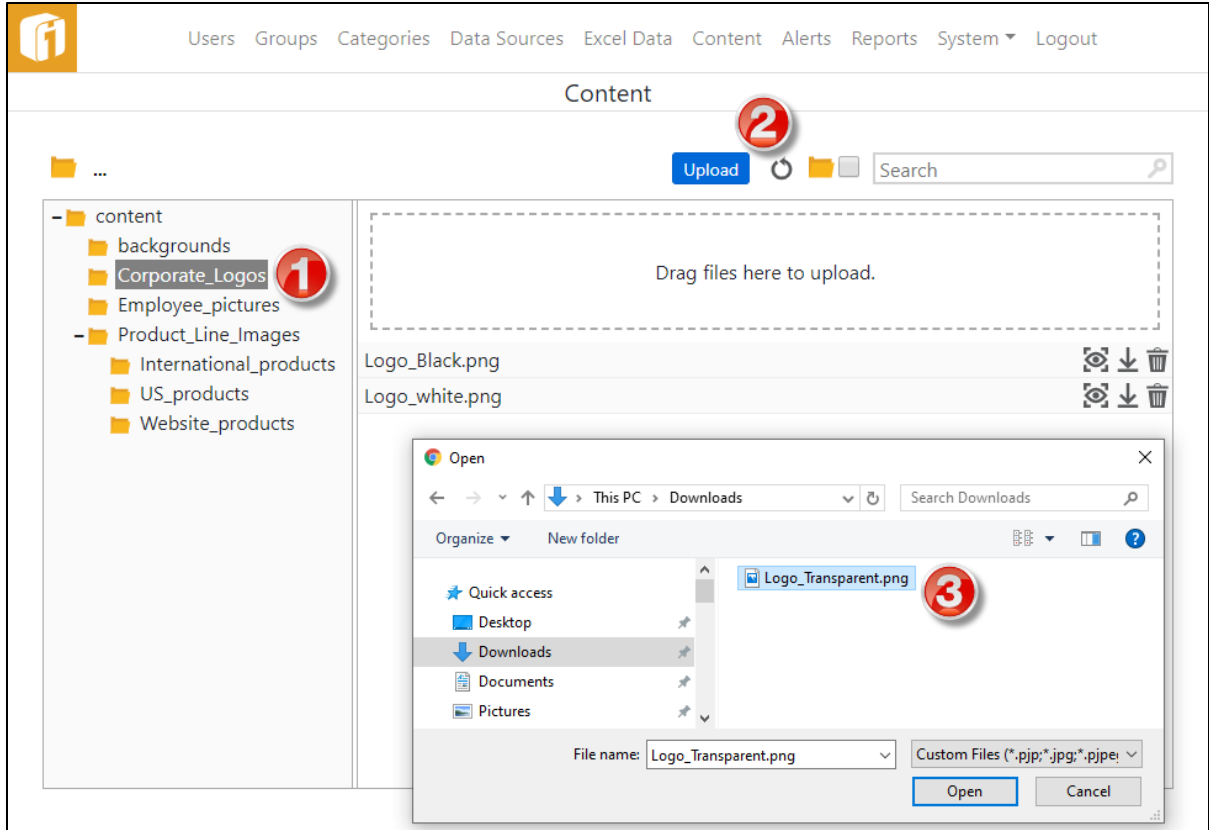 Users Groups Categories Data Sources Excel Data Content Alerts Reports System Logout
Content
2
... Upload Search
content
backgrounds
Corporate_Logos 1
Employee_pictures
Product_Line_Images
International_products
US_products
Website_products
Drag files here to upload.
Logo_Black.png
Logo_white.png
Open
This PC > Downloads Search Downloads
Organize New folder ?
Quick access
Desktop
Downloads
Documents
Pictures
Logo_Transparent.png 3
File name: Logo_Transparent.png Custom Files (*.pjp;*.jpg;*.pjpe
Open Cancel